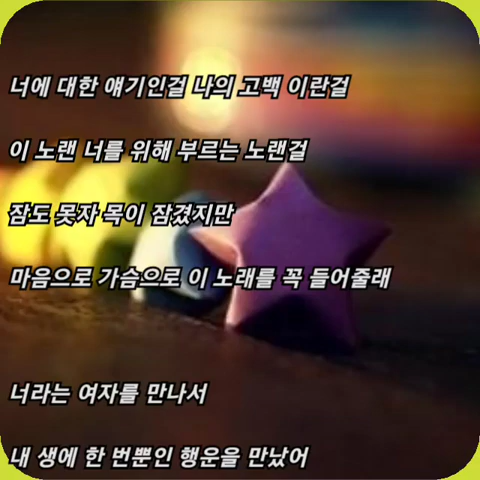 너에 대한 얘기인걸 나의 고백 이란걸
이 노랜 너를 위해 부르는 노랜걸
잠도 못자 목이 잠겼지만
마음으로 가슴으로 이 노래를 꼭 들어줄래
너라는 여자를 만나서
내 생에 한 번뿐인 행운을 만났어